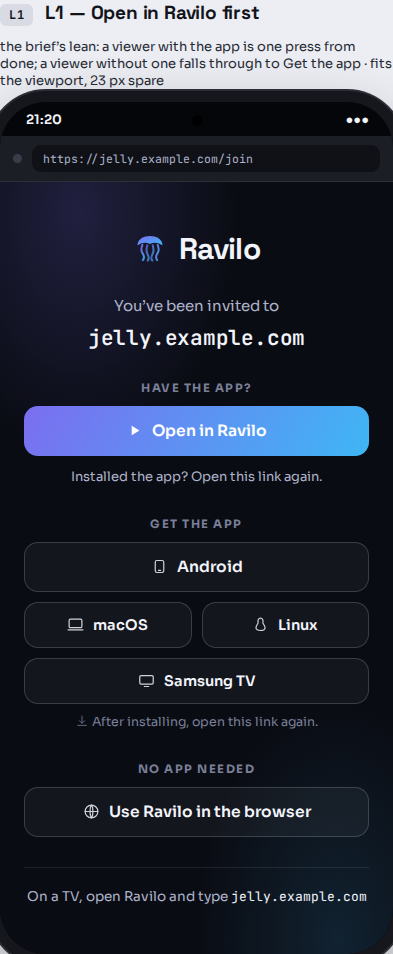 L1 L1 — Open in Ravilo first
the brief's lean: a viewer with the app is one press from
done; a viewer without one falls through to Get the app · fits
the viewport, 23 px spare
21:20
https://jelly.example.com/join
Ravilo
You've been invited to
jelly.example.com
HAVE THE APP?
Open in Ravilo
Installed the app? Open this link again.
GET THE APP
Android
macOS Linux
Samsung TV
After installing, open this link again.
NO APP NEEDED
Use Ravilo in the browser
On a TV, open Ravilo and type jelly.example.com